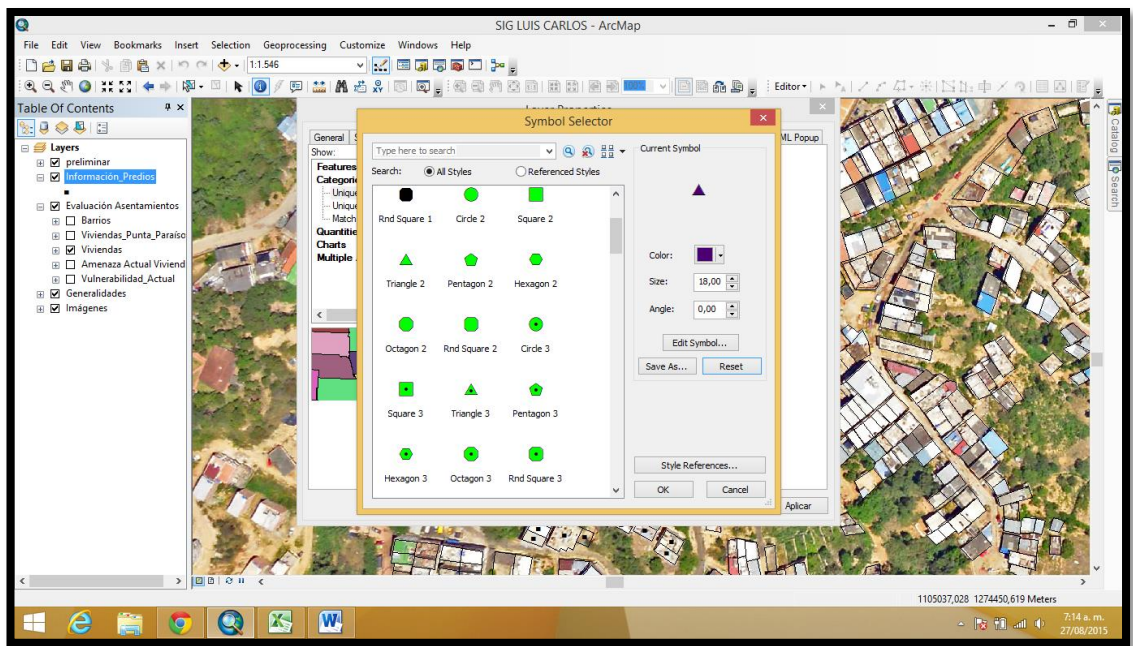 SIG LUIS CARLOS - ArcMap
File Edit View Bookmarks Insert Selection Geoprocessing Customize Windows Help
1:1.546
Editor
Table Of Contents
Layers
preliminar
Información_Predios
Evaluación Asentamientos
Barrios
Viviendas_Punta_Paraíso
Viviendas
Amenaza Actual Viviend
Vulnerabilidad_Actual
Generalidades
Imágenes
General
ML Popup
Show:
Features
Categori
Unique
Unique
Match
Quantitie
Charts
Multiple
Symbol Selector
Type here to search
Search: All Styles Referenced Styles
Rnd Square 1 Circle 2 Square 2
Triangle 2 Pentagon 2 Hexagon 2
Octagon 2 Rnd Square 2 Circle 3
Square 3 Triangle 3 Pentagon 3
Hexagon 3 Octagon 3 Rnd Square 3
Current Symbol
Color:
Size: 18,00
Angle: 0,00
Edit Symbol...
Save As... Reset
Style References...
OK Cancel
Aplicar
Catalog
Search
1105037,028 1274450,619 Meters
7:14 a. m.
27/08/2015